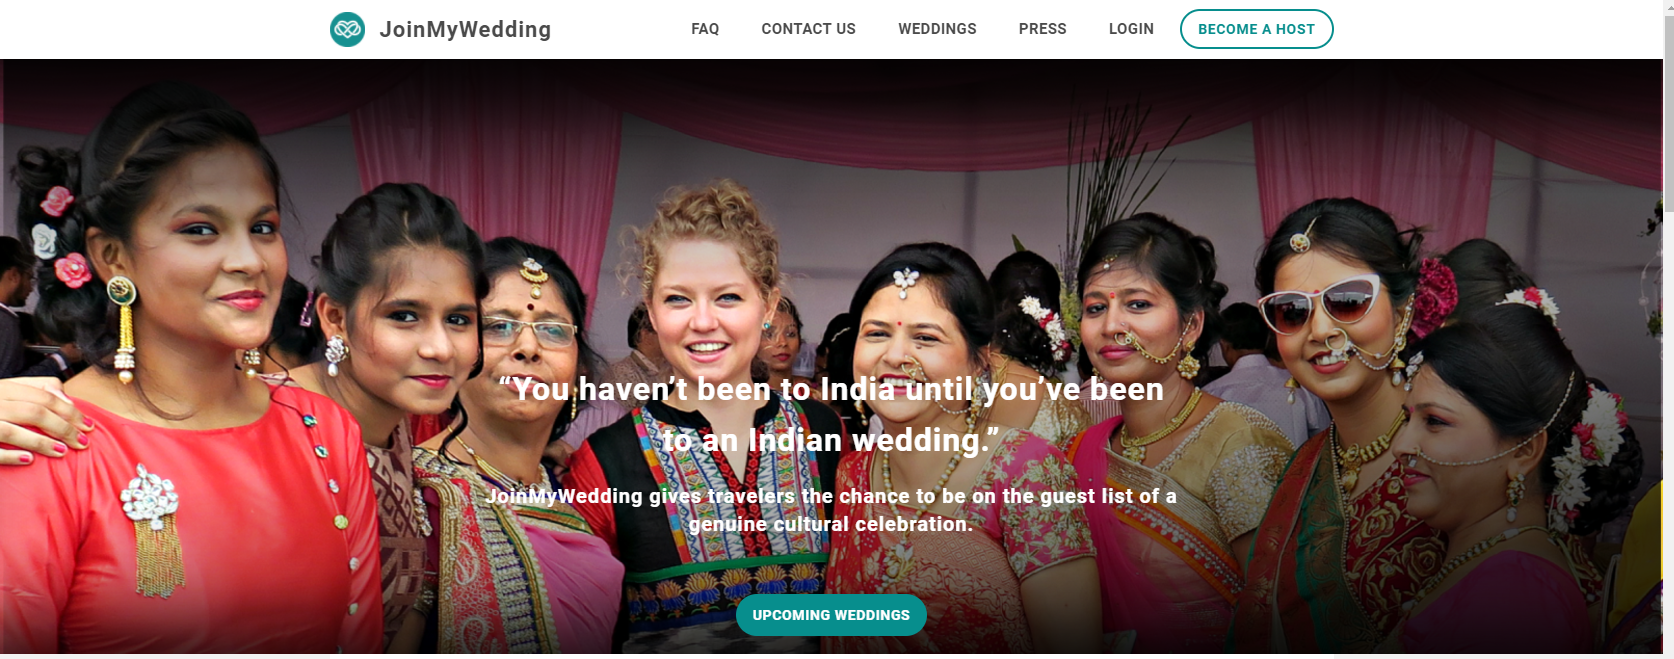 JoinMyWedding
FAQ
CONTACT US
WEDDINGS
PRESS
LOGIN
BECOME A HOST
“You haven’t been to India until you’ve been
to an Indian wedding.”
JoinMyWedding gives travelers the chance to be on the guest list of a
genuine cultural celebration.
UPCOMING WEDDINGS